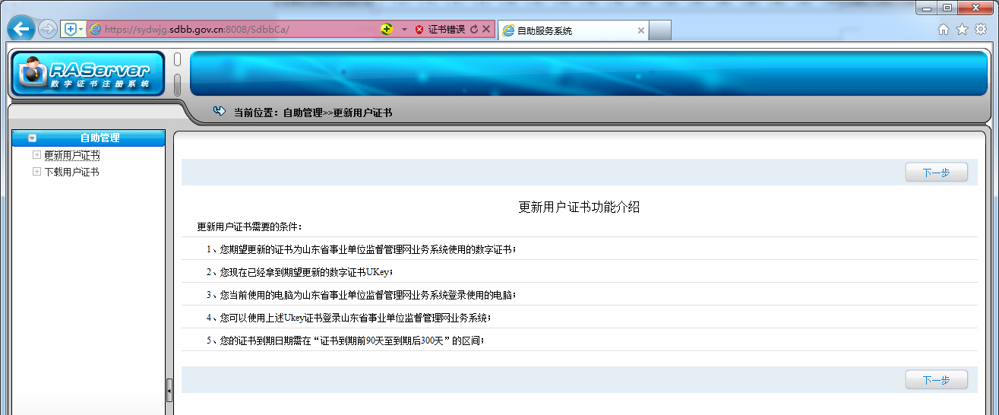 https://sydwjg.sdbb.gov.cn:8008/SdbbCa/
证书错误
自助服务系统
RAServer
数字证书注册系统
当前位置：自助管理>>更新用户证书
自助管理
更新用户证书
下载用户证书
下一步
更新用户证书功能介绍
更新用户证书需要的条件：
1、您期望更新的证书为山东省事业单位监督管理网业务系统使用的数字证书；
2、您现在已经拿到期望更新的数字证书UKey；
3、您当前使用的电脑为山东省事业单位监督管理网业务系统登录使用的电脑；
4、您可以使用上述Ukey证书登录山东省事业单位监督管理网业务系统；
5、您的证书到期日期需在“证书到期前90天至到期后300天”的区间；
下一步